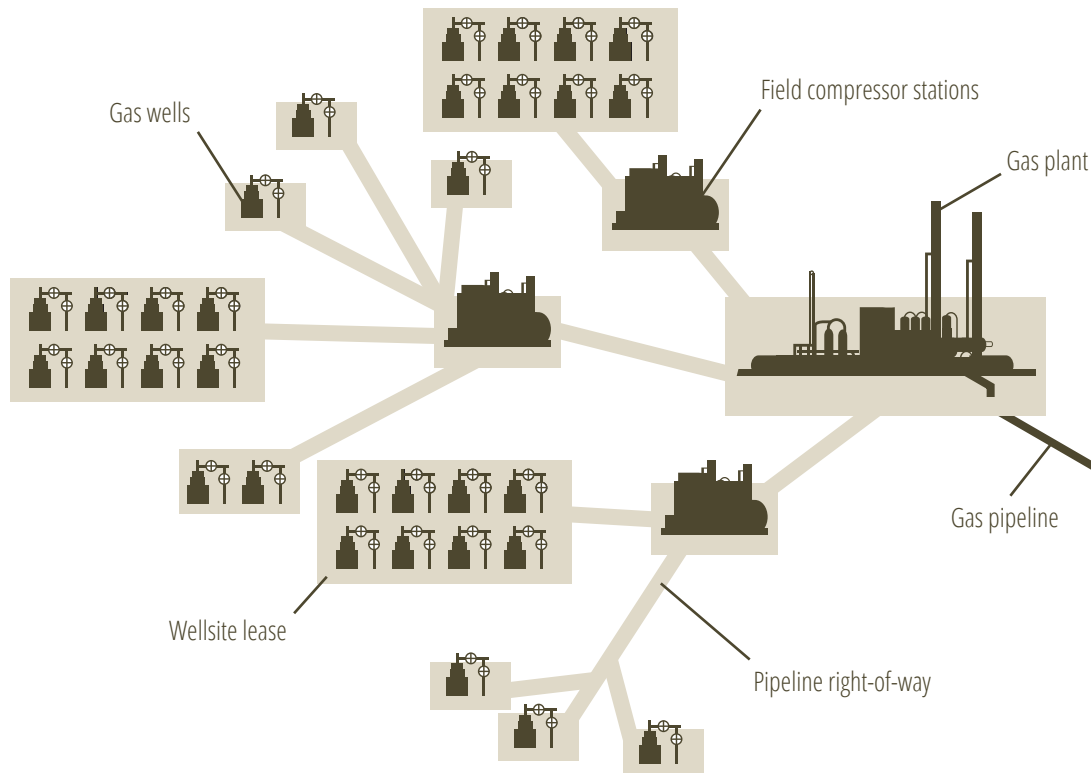 Field compressor stations
Gas wells
Gas plant
Gas pipeline
Wellsite lease
Pipeline right-of-way